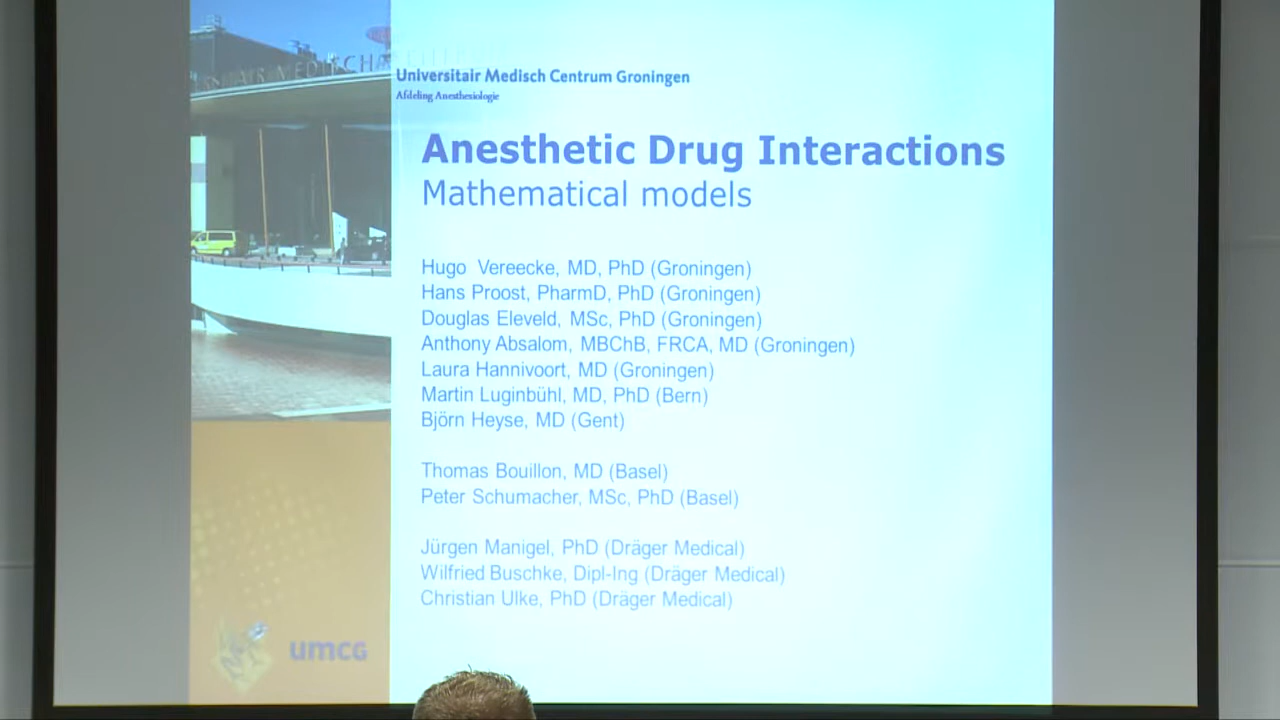 Universitair Medisch Centrum Groningen
Afdeling Anesthesiologie
Anesthetic Drug Interactions
Mathematical models
Hugo Vereecke, MD, PhD (Groningen)
Hans Proost, PharmD, PhD (Groningen)
Douglas Eleveld, MSc, PhD (Groningen)
Anthony Absalom, MBChB, FRCA, MD (Groningen)
Laura Hannivoort, MD (Groningen)
Martin Luginbühl, MD, PhD (Bern)
Björn Heyse, MD (Gent)
Thomas Bouillon, MD (Basel)
Peter Schumacher, MSc, PhD (Basel)
Jürgen Manigel, PhD (Dräger Medical)
Wilfried Buschke, Dipl-Ing (Dräger Medical)
Christian Ulke, PhD (Dräger Medical)
umcG